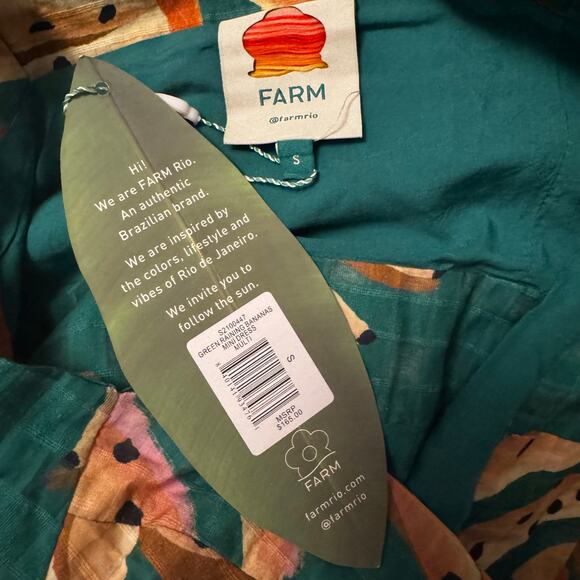 FARM
@farmrio
S
Hi!
We are FARM Rio.
An authentic
Brazilian brand.
We are inspired by
the colors, lifestyle and
vibes of Rio de Janeiro.
We invite you to
follow the sun.
S2100447
GREEN RAINING BANANAS
MINI DRESS
MULTI
S
MSRP
$165.00
FARM
farmrio.com
@farmrio